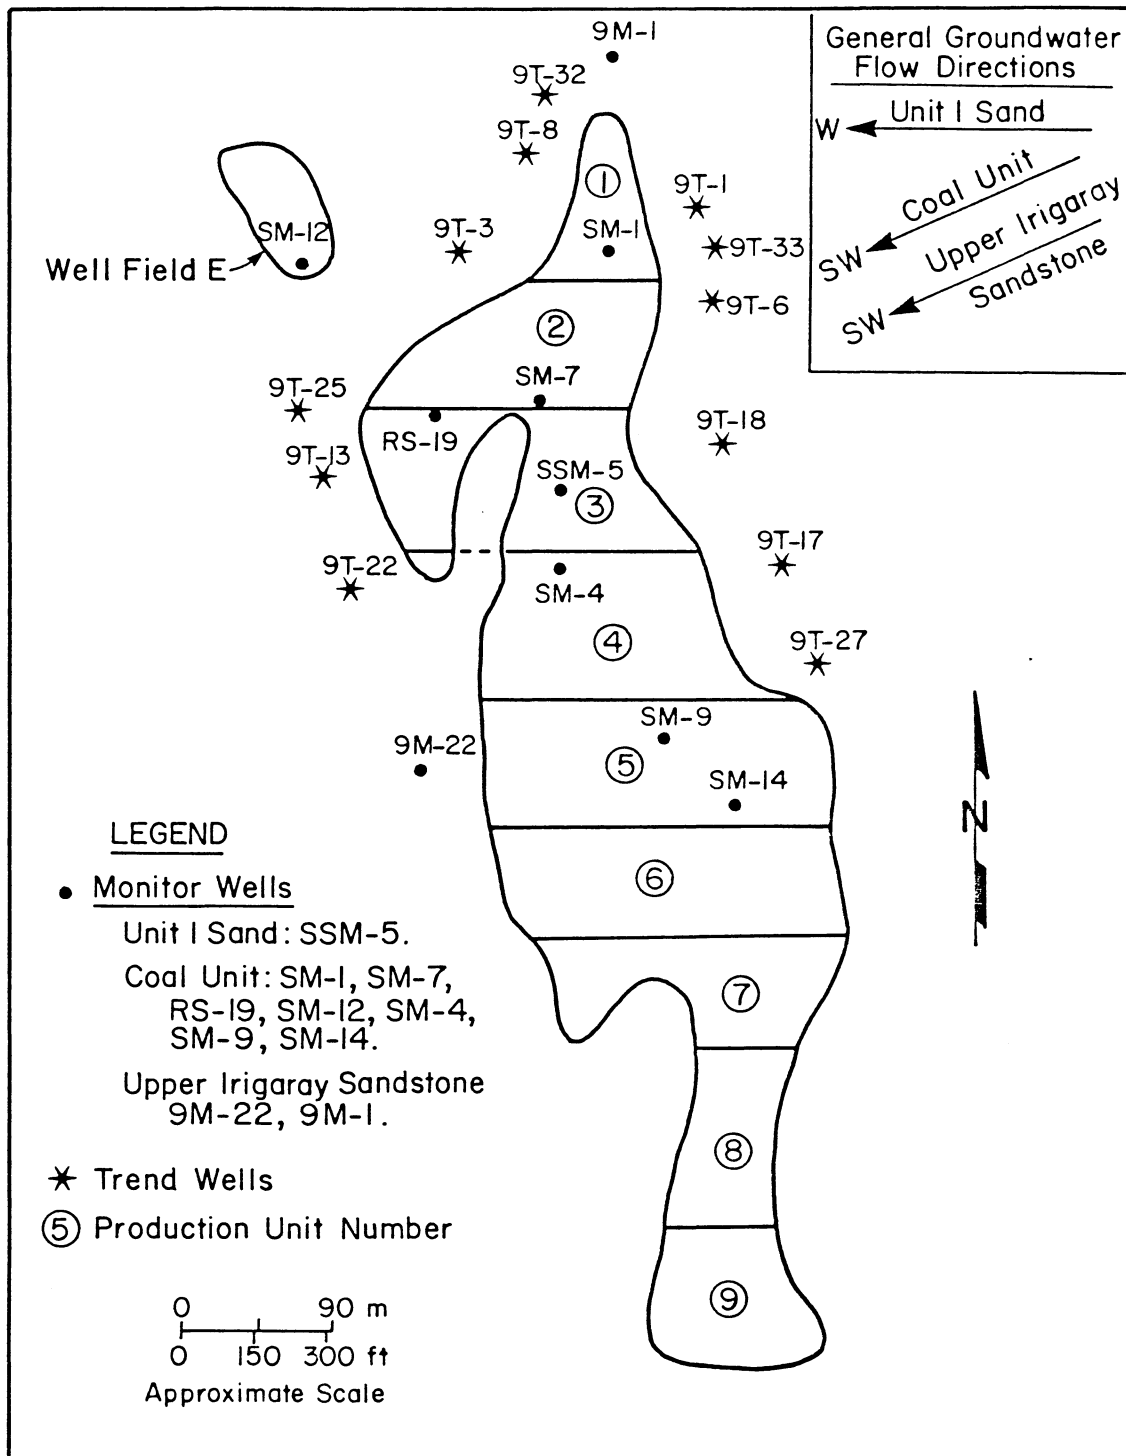 9M-1
General Groundwater
Flow Directions
9T-32
Unit 1 Sand
W
9T-8
Coal Unit
1
9T-1
SM-12
9T-3
SM-1
9T-33
Upper Irigaray
Sandstone
SW
Well Field E
9T-6
SW
2
SM-7
9T-25
9T-18
RS-19
9T-13
SSM-5
3
9T-17
9T-22
SM-4
4
9T-27
SM-9
9M-22
5
SM-14
N
LEGEND
6
Monitor Wells
Unit 1 Sand: SSM-5.
Coal Unit: SM-1, SM-7,
RS-19, SM-12, SM-4,
SM-9, SM-14.
7
Upper Irigaray Sandstone
9M-22, 9M-1.
8
Trend Wells
5 Production Unit Number
9
0 90 m
0 150 300 ft
Approximate Scale